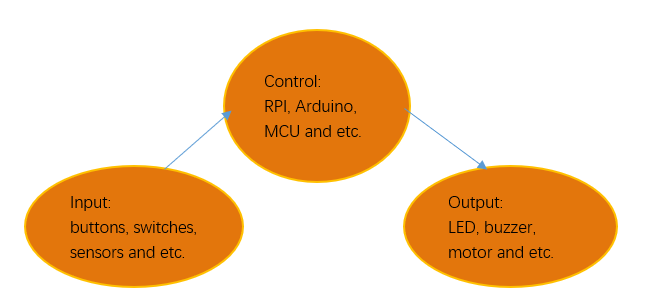 Control:
RPI, Arduino,
MCU and etc.
Input:
buttons, switches,
sensors and etc.
Output:
LED, buzzer,
motor and etc.